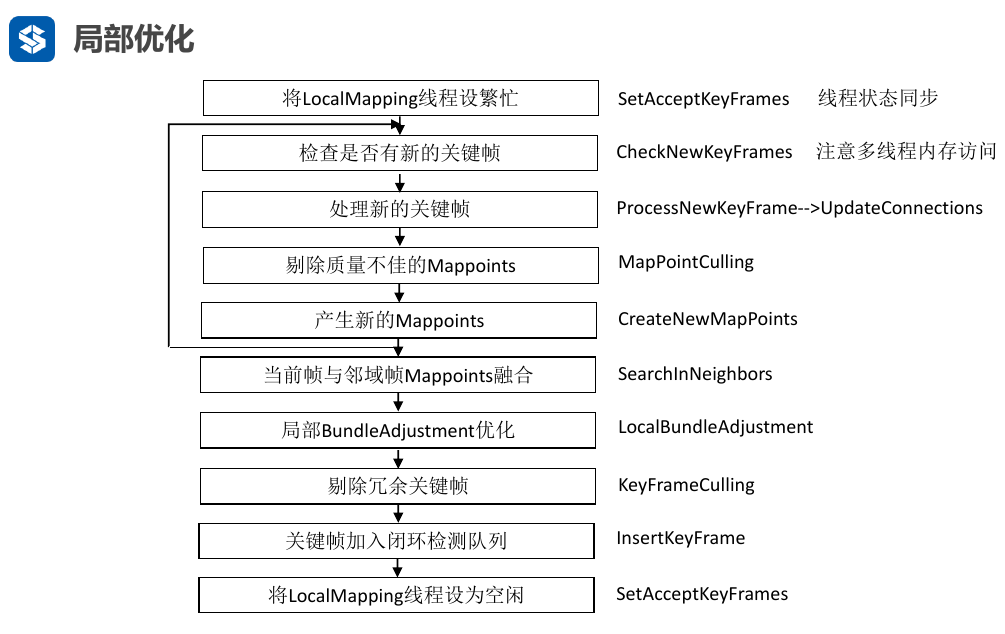 局部优化
将LocalMapping线程设繁忙 SetAcceptKeyFrames 线程状态同步
检查是否有新的关键帧 CheckNewKeyFrames 注意多线程内存访问
处理新的关键帧 ProcessNewKeyFrame-->UpdateConnections
剔除质量不佳的Mappoints MapPointCulling
产生新的Mappoints CreateNewMapPoints
当前帧与邻域帧Mappoints融合 SearchInNeighbors
局部BundleAdjustment优化 LocalBundleAdjustment
剔除冗余关键帧 KeyFrameCulling
关键帧加入闭环检测队列 InsertKeyFrame
将LocalMapping线程设为空闲 SetAcceptKeyFrames